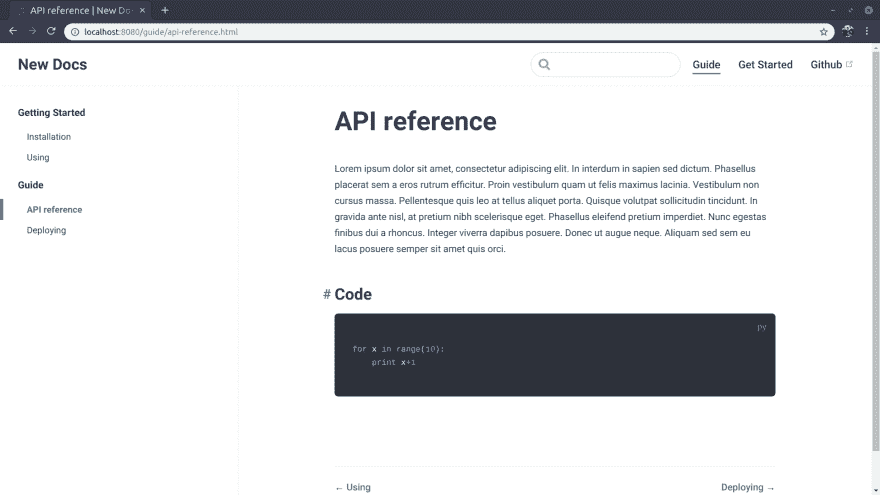 API reference | New Do
localhost:8080/guide/api-reference.html
New Docs
Guide
Get Started
Github
Getting Started
Installation
Using
Guide
API reference
Deploying
API reference
Lorem ipsum dolor sit amet, consectetur adipiscing elit. In interdum in sapien sed dictum. Phasellus
placerat sem a eros rutrum efficitur. Proin vestibulum quam ut felis maximus lacinia. Vestibulum non
cursus massa. Pellentesque quis leo at tellus aliquet porta. Quisque volutpat sollicitudin tincidunt. In
gravida ante nisl, at pretium nibh scelerisque eget. Phasellus eleifend pretium imperdiet. Nunc egestas
finibus dui a rhoncus. Integer viverra dapibus posuere. Donec ut augue neque. Aliquam sed sem eu
lacus posuere semper sit amet quis orci.
# Code
py
for x in range(10):
    print x+1
← Using
Deploying →